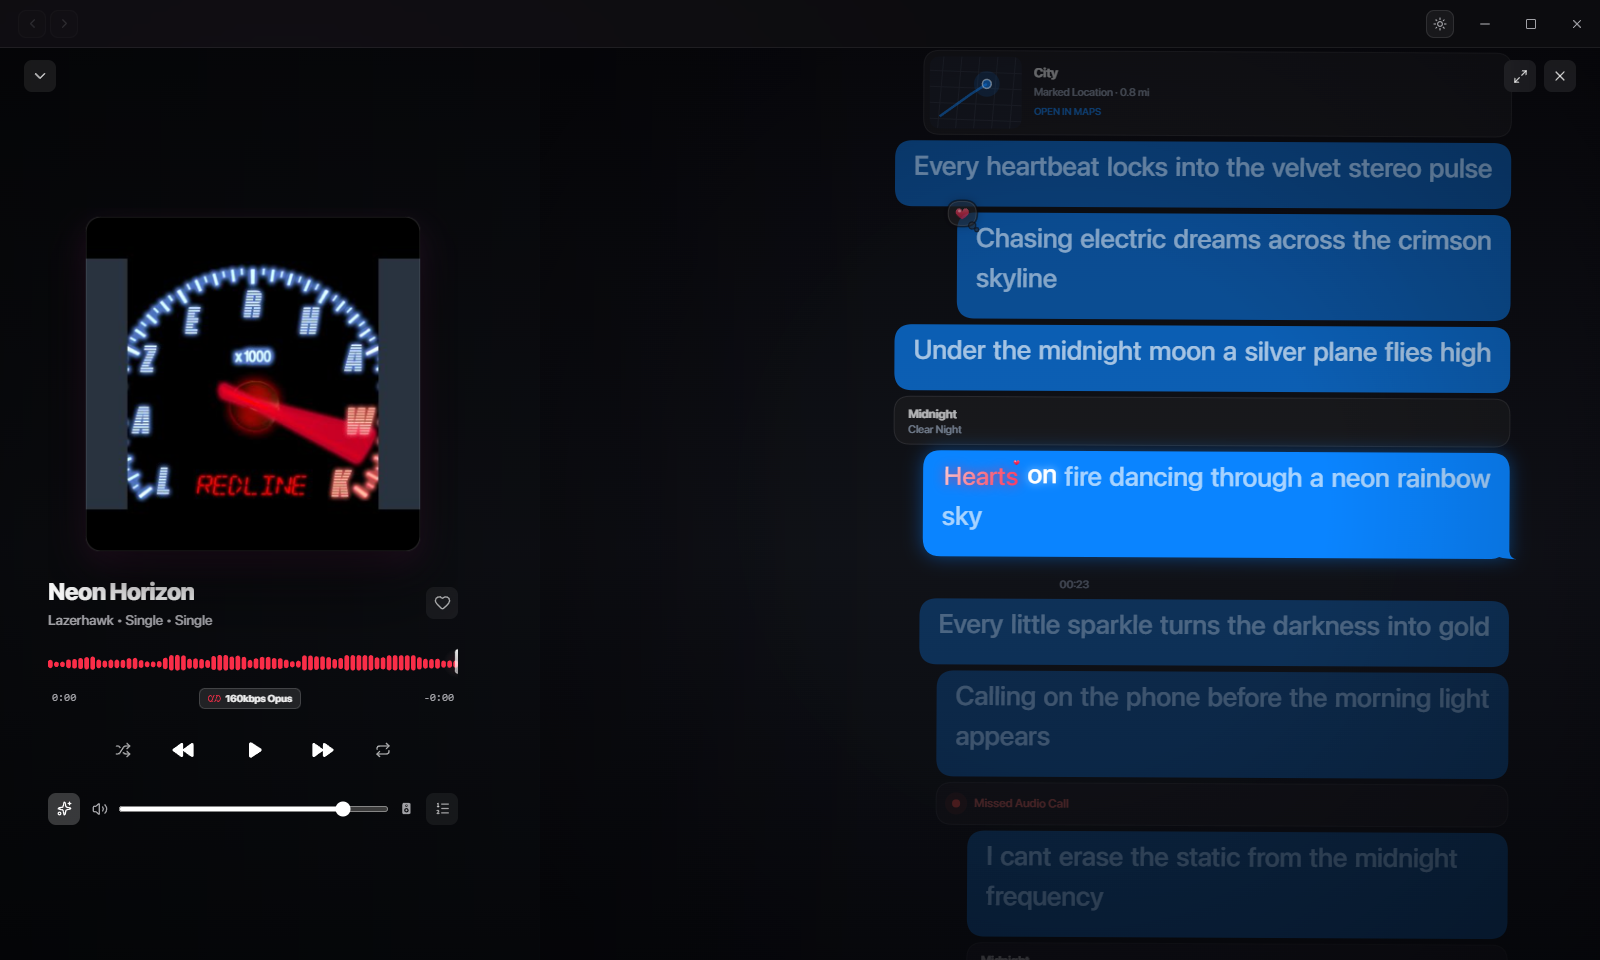 L
A
Z
E
R
H
A
W
K
x1000
REDLINE
Neon Horizon
Lazerhawk • Single • Single
0:00
160kbps Opus
-0:00
City
Marked Location · 0.8 mi
OPEN IN MAPS
Every heartbeat locks into the velvet stereo pulse
Chasing electric dreams across the crimson
skyline
Under the midnight moon a silver plane flies high
Midnight
Clear Night
Hearts on fire dancing through a neon rainbow
sky
00:23
Every little sparkle turns the darkness into gold
Calling on the phone before the morning light
appears
Missed Audio Call
I cant erase the static from the midnight
frequency
Midnight